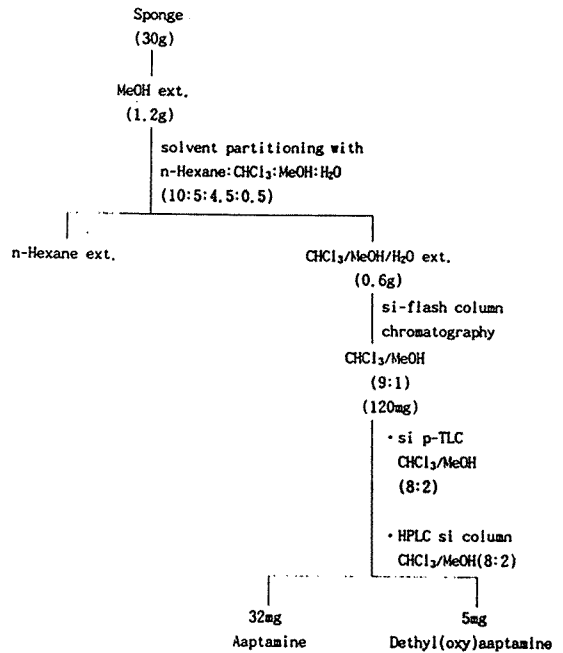 Sponge
(30g)
MeOH ext.
(1.2g)
solvent partitioning with
n-Hexane:CHCl₃:MeOH:H₂O
(10:5:4.5:0.5)
n-Hexane ext.
CHCl₃/MeOH/H₂O ext.
(0.6g)
si-flash column
chromatography
CHCl₃/MeOH
(9:1)
(120mg)
・si p-TLC
CHCl₃/MeOH
(8:2)
・HPLC si column
CHCl₃/MeOH(8:2)
32mg
Aaptamine
5mg
Dethyl(oxy)aaptamine